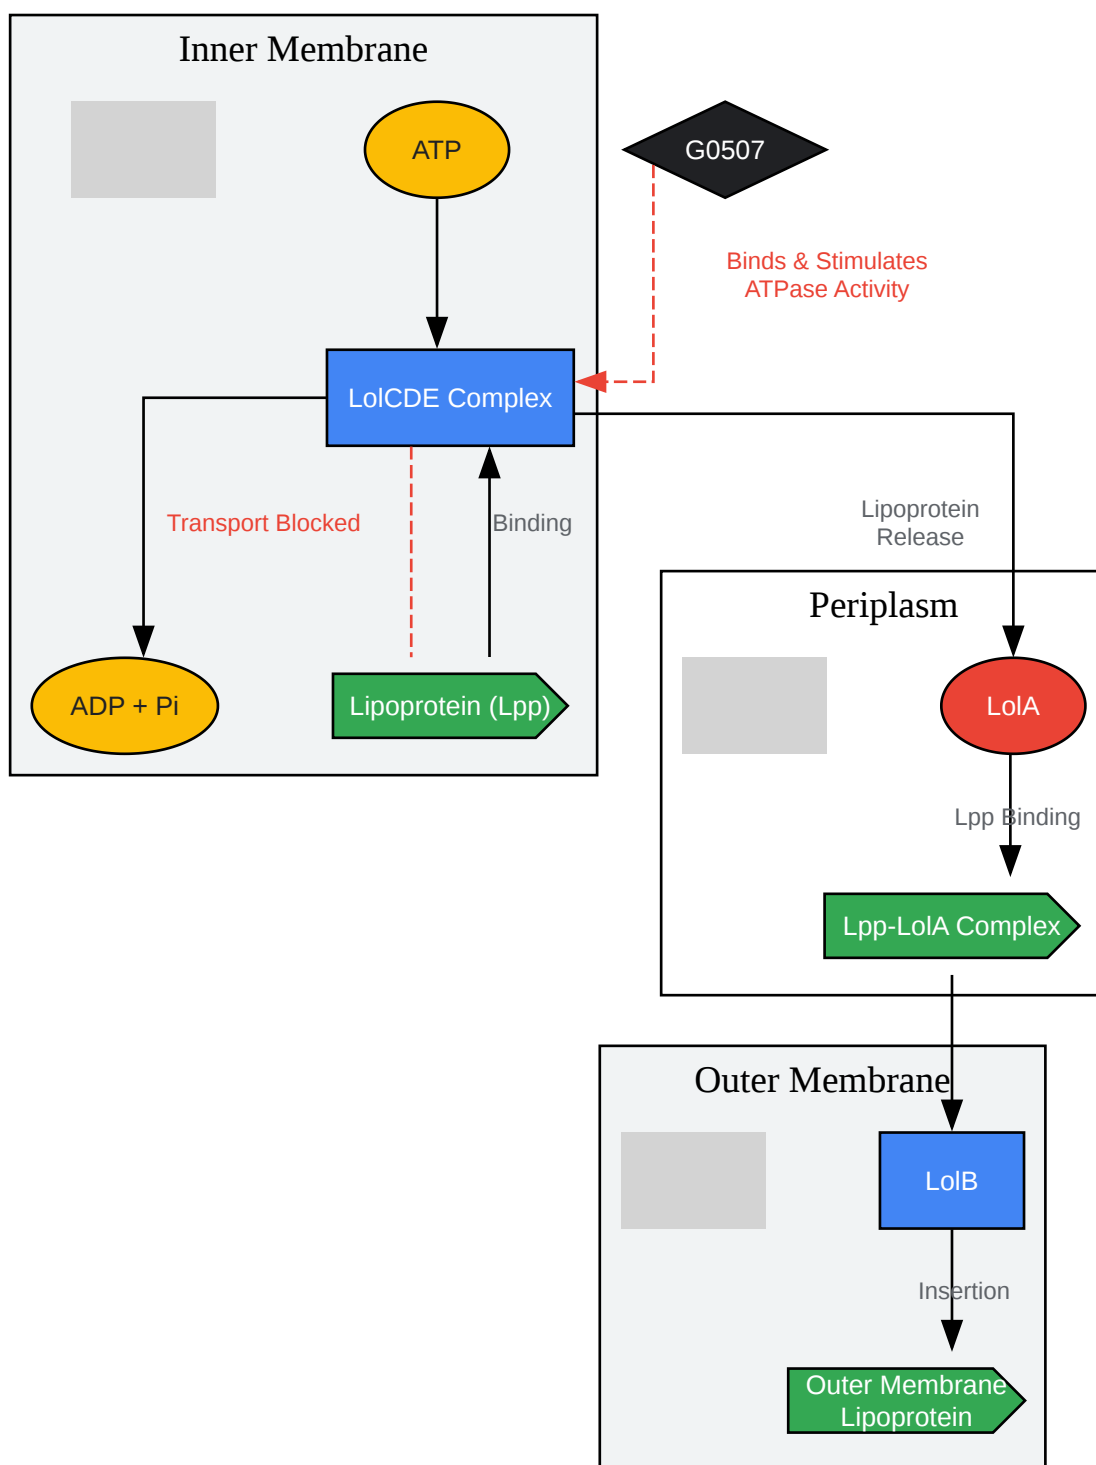 Inner Membrane
ATP
G0507
Binds & Stimulates
ATPase Activity
LolCDE Complex
Transport Blocked
Binding
Lipoprotein
Release
Periplasm
ADP + Pi
Lipoprotein (Lpp)
LolA
Lpp Binding
Lpp-LolA Complex
Outer Membrane
LolB
Insertion
Outer Membrane
Lipoprotein